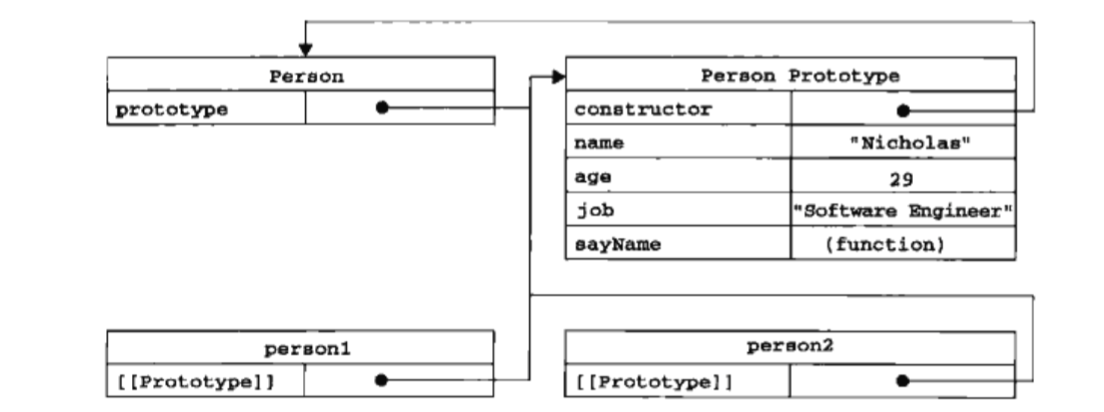 Person
prototype
Person Prototype
constructor
name "Nicholas"
age 29
job "Software Engineer"
sayName (function)
person1
[[Prototype]]
person2
[[Prototype]]